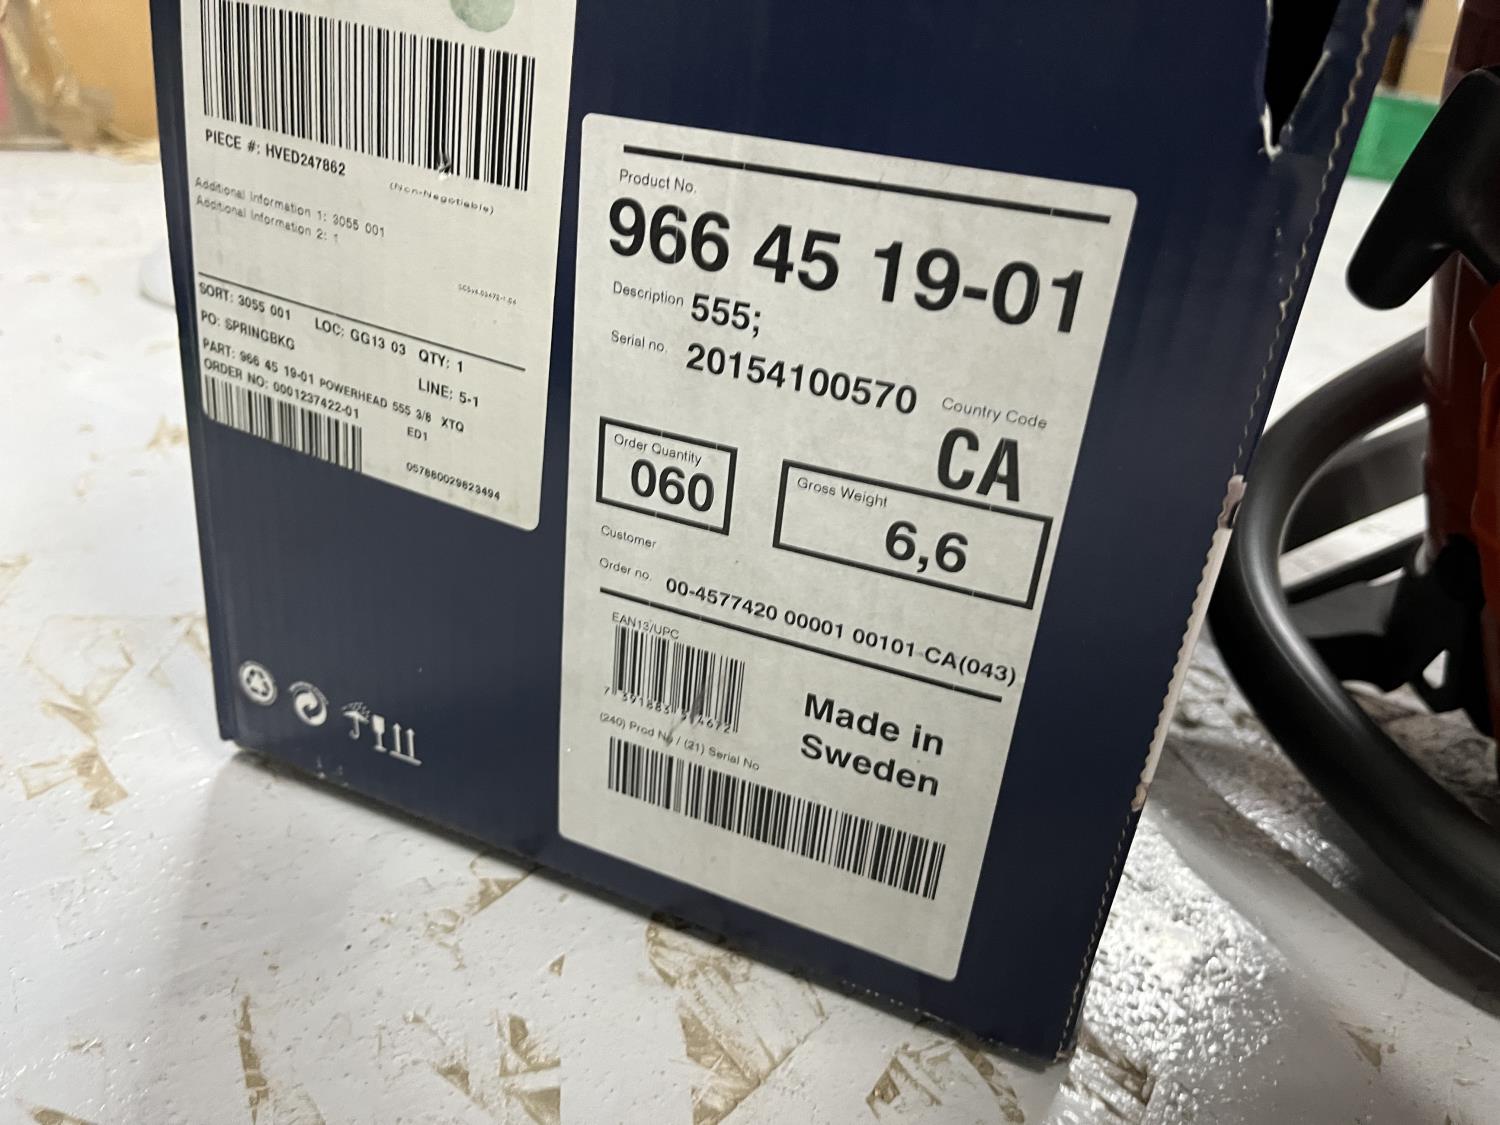 PIECE #: HVED247862
(Non-Negotiable)
Additional Information 1: 3055 001
Additional Information 2: 1
SORT: 3055 001 LOC: GG13 03 QTY: 1
PO: SPRINGBKG LINE: 5-1
PART: 966 45 19-01 POWERHEAD 555 3/8 XTQ
ORDER NO: 0001237422-01 ED1
057880029823494
Product No.
966 45 19-01
Description 555;
Serial no. 20154100570
Country Code
CA
Order Quantity
060
Gross Weight
6,6
Customer
Order no. 00-4577420 00001 00101 CA(043)
EAN13/UPC
(240) Prod No / (21) Serial No
Made in
Sweden